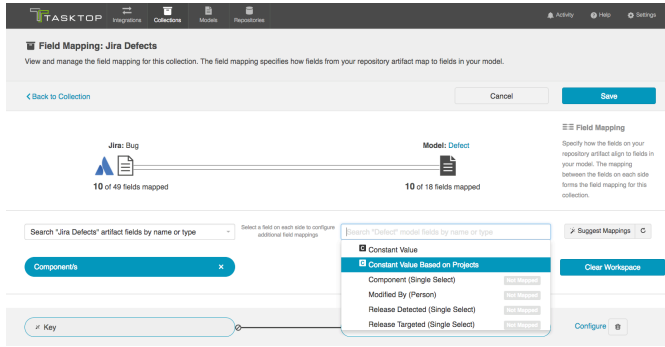 TASKTOP
Integrations
Collections
Models
Repositories
Activity
Help
Settings
Field Mapping: Jira Defects
View and manage the field mapping for this collection. The field mapping specifies how fields from your repository artifact map to fields in your model.
Back to Collection
Cancel
Save
Jira: Bug
Model: Defect
10 of 49 fields mapped
10 of 18 fields mapped
Field Mapping
Specify how the fields on your
repository artifact align to fields in
your model. The mapping
between the fields on each side
forms the field mapping for this
collection.
Search "Jira Defects" artifact fields by name or type
Select a field on each side to configure
additional field mappings
Search "Defect" model fields by name or type
Suggest Mappings
Component/s
Clear Workspace
C Constant Value
C Constant Value Based on Projects
Component (Single Select) Not Mapped
Modified By (Person) Not Mapped
Release Detected (Single Select) Not Mapped
Release Targeted (Single Select) Not Mapped
Key
Configure